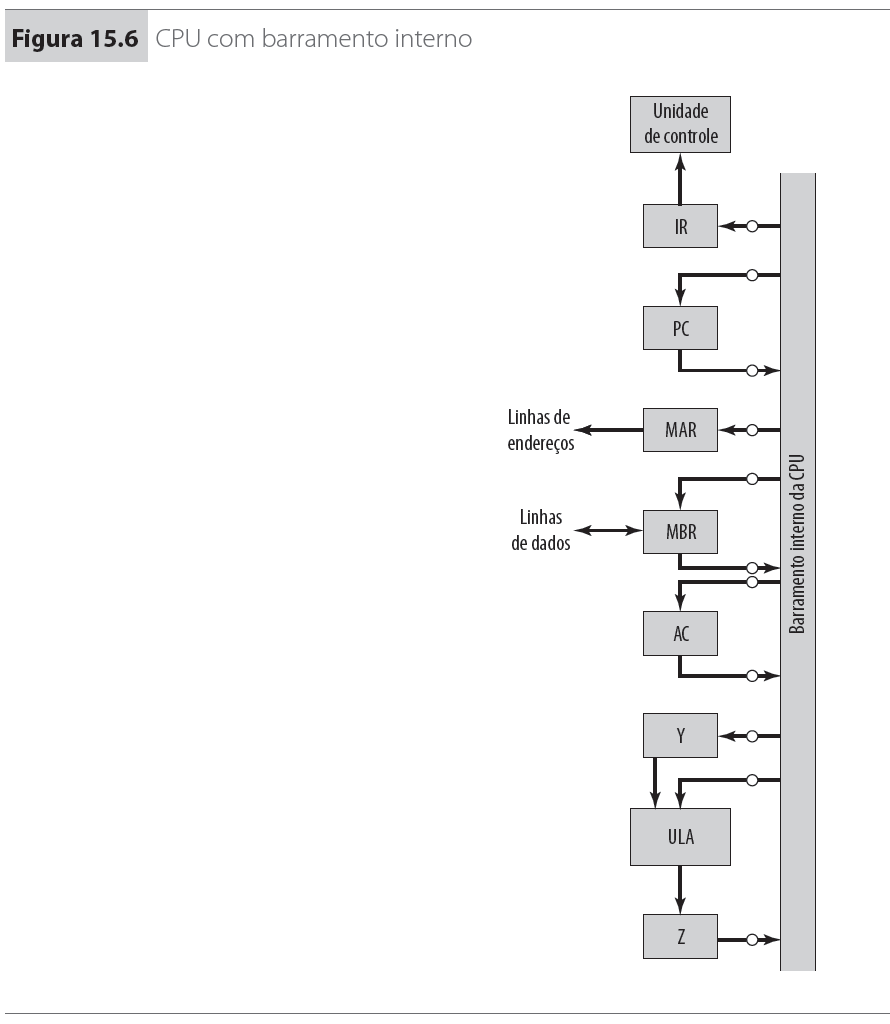 Figura 15.6 CPU com barramento interno
Unidade
de controle
IR
PC
Linhas de
endereços
MAR
Linhas
de dados
MBR
Barramento interno da CPU
AC
Y
ULA
Z